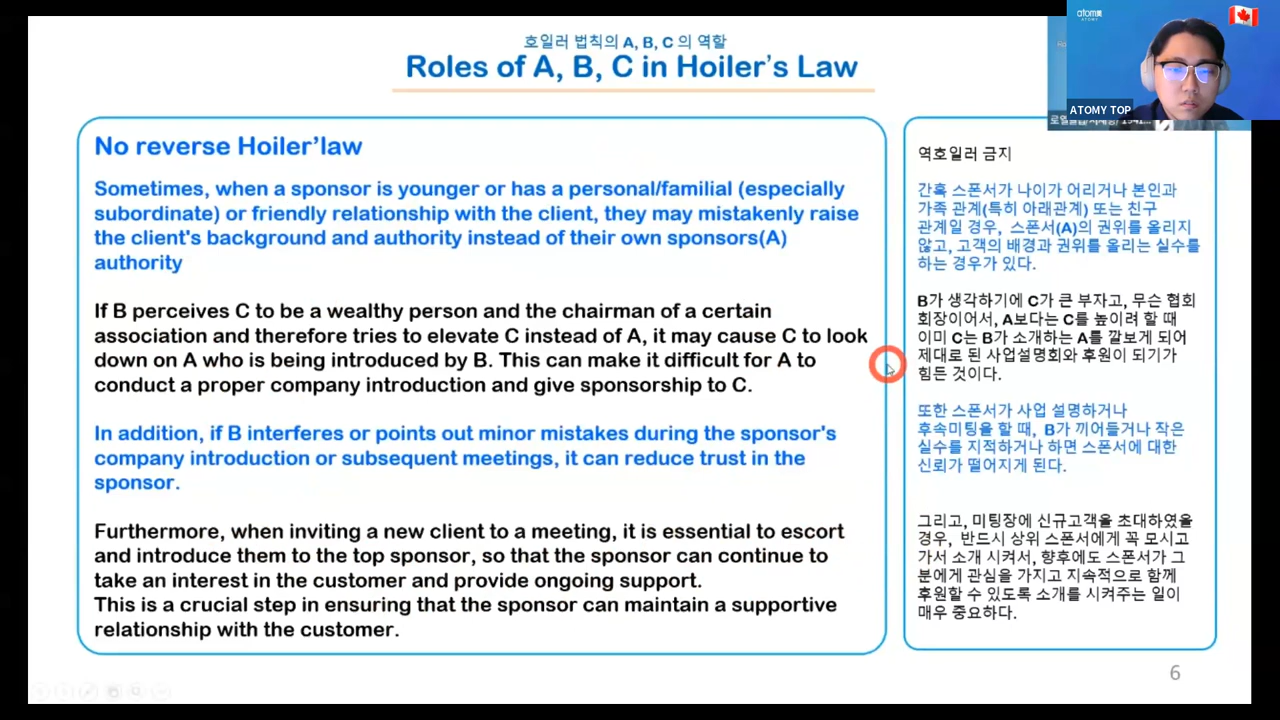 호일러 법칙의 A, B, C 의 역할
Roles of A, B, C in Hoiler's Law
atom美
ATOMY
ATOMY TOP
No reverse Hoiler'law
Sometimes, when a sponsor is younger or has a personal/familial (especially
subordinate) or friendly relationship with the client, they may mistakenly raise
the client's background and authority instead of their own sponsors(A)
authority
If B perceives C to be a wealthy person and the chairman of a certain
association and therefore tries to elevate C instead of A, it may cause C to look
down on A who is being introduced by B. This can make it difficult for A to
conduct a proper company introduction and give sponsorship to C.
In addition, if B interferes or points out minor mistakes during the sponsor's
company introduction or subsequent meetings, it can reduce trust in the
sponsor.
Furthermore, when inviting a new client to a meeting, it is essential to escort
and introduce them to the top sponsor, so that the sponsor can continue to
take an interest in the customer and provide ongoing support.
This is a crucial step in ensuring that the sponsor can maintain a supportive
relationship with the customer.
역호일러 금지
간혹 스폰서가 나이가 어리거나 본인과
가족 관계(특히 아래관계) 또는 친구
관계일 경우, 스폰서(A)의 권위를 올리지
않고, 고객의 배경과 권위를 올리는 실수를
하는 경우가 있다.
B가 생각하기에 C가 큰 부자고, 무슨 협회
회장이어서, A보다는 C를 높이려 할 때
이미 C는 B가 소개하는 A를 깔보게 되어
제대로 된 사업설명회와 후원이 되기가
힘든 것이다.
또한 스폰서가 사업 설명하거나
후속미팅을 할 때, B가 끼어들거나 작은
실수를 지적하거나 하면 스폰서에 대한
신뢰가 떨어지게 된다.
그리고, 미팅장에 신규고객을 초대하였을
경우, 반드시 상위 스폰서에게 꼭 모시고
가서 소개 시켜서, 향후에도 스폰서가 그
분에게 관심을 가지고 지속적으로 함께
후원할 수 있도록 소개를 시켜주는 일이
매우 중요하다.
6